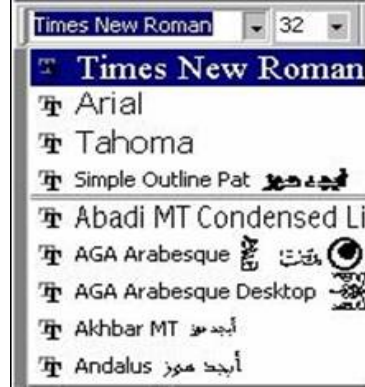 Times New Roman 32
Times New Roman
Arial
Tahoma
Simple Outline Pat
Abadi MT Condensed Li
AGA Arabesque
AGA Arabesque Desktop
Akhbar MT أبجد هوز
Andalus أبجد هوز